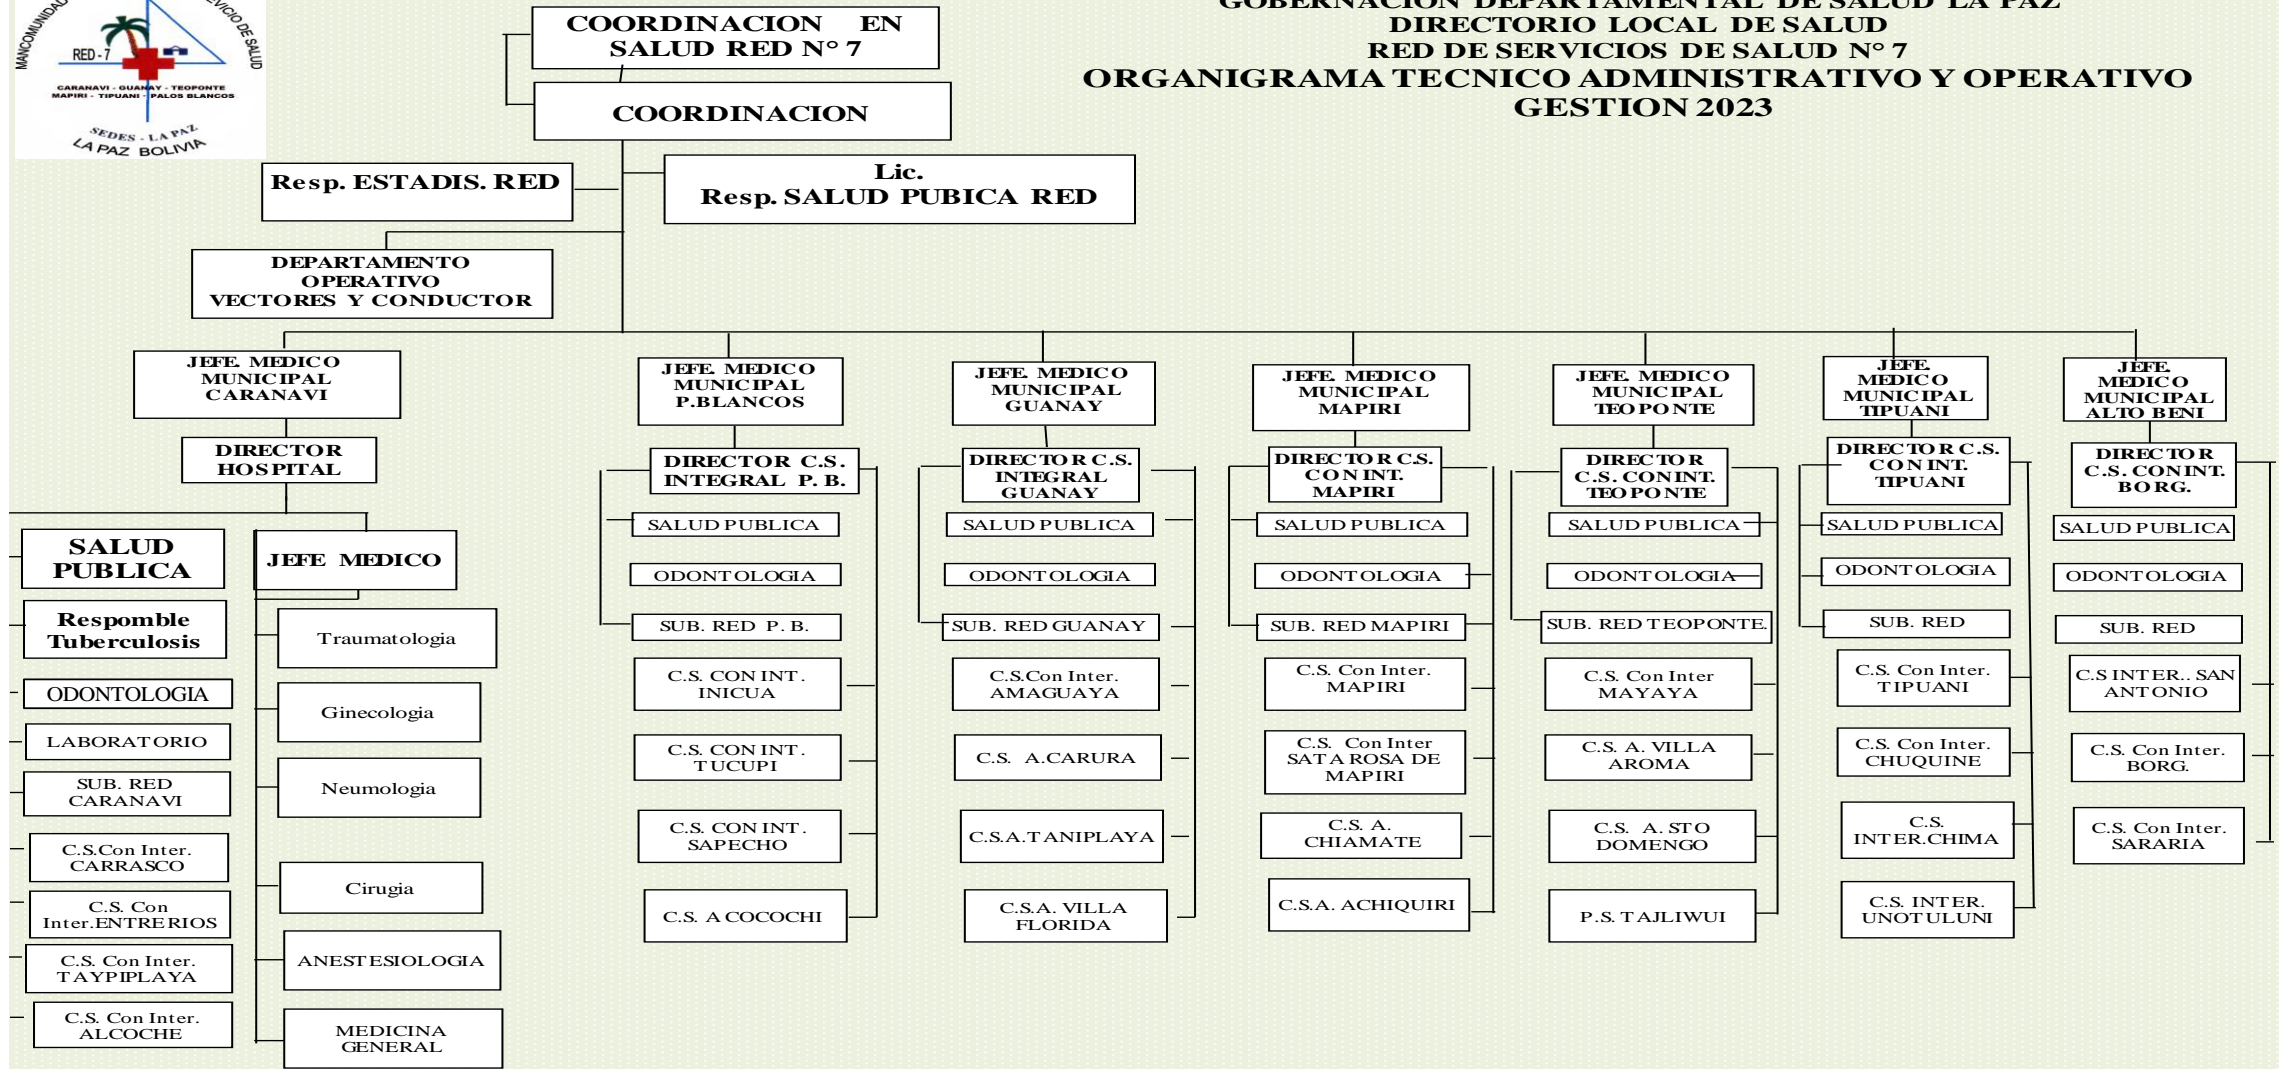 MANCOMUNIDAD
SERVICIO DE SALUD
RED - 7
CARANAVI - GUANAY - TEOPONTE
MAPIRI - TIPUANI - PALOS BLANCOS
SEDES - LA PAZ
LA PAZ BOLIVIA
COORDINACION EN
SALUD RED N° 7
COORDINACION
GOBERNACION DEPARTAMENTAL DE SALUD LA PAZ
DIRECTORIO LOCAL DE SALUD
RED DE SERVICIOS DE SALUD N° 7
ORGANIGRAMA TECNICO ADMINISTRATIVO Y OPERATIVO
GESTION 2023
Resp. ESTADIS. RED
Lic.
Resp. SALUD PUBICA RED
DEPARTAMENTO
OPERATIVO
VECTORES Y CONDUCTOR
JEFE. MEDICO
MUNICIPAL
CARANAVI
DIRECTOR
HOSPITAL
SALUD
PUBLICA
Respomble
Tuberculosis
ODONTOLOGIA
LABORATORIO
SUB. RED
CARANAVI
C.S.Con Inter.
CARRASCO
C.S. Con
Inter.ENTRERIOS
C.S. Con Inter.
TAYPIPLAYA
C.S. Con Inter.
ALCOCHE
JEFE MEDICO
Traumatologia
Ginecologia
Neumologia
Cirugia
ANESTESIOLOGIA
MEDICINA
GENERAL
JEFE. MEDICO
MUNICIPAL
P.BLANCOS
DIRECTOR C.S.
INTEGRAL P. B.
SALUD PUBLICA
ODONTOLOGIA
SUB. RED P. B.
C.S. CON INT.
INICUA
C.S. CON INT.
TUCUPI
C.S. CON INT.
SAPECHO
C.S. A COCOCHI
JEFE. MEDICO
MUNICIPAL
GUANAY
DIRECTOR C.S.
INTEGRAL
GUANAY
SALUD PUBLICA
ODONTOLOGIA
SUB. RED GUANAY
C.S.Con Inter.
AMAGUAYA
C.S. A.CARURA
C.S.A.TANIPLAYA
C.S.A. VILLA
FLORIDA
JEFE. MEDICO
MUNICIPAL
MAPIRI
DIRECTOR C.S.
CON INT.
MAPIRI
SALUD PUBLICA
ODONTOLOGIA
SUB. RED MAPIRI
C.S. Con Inter.
MAPIRI
C.S. Con Inter
SATA ROSA DE
MAPIRI
C.S. A.
CHIAMATE
C.S.A. ACHIQUIRI
JEFE. MEDICO
MUNICIPAL
TEOPONTE
DIRECTOR
C.S. CON INT.
TEOPONTE
SALUD PUBLICA
ODONTOLOGIA
SUB. RED TEOPONTE.
C.S. Con Inter
MAYAYA
C.S. A. VILLA
AROMA
C.S. A. STO
DOMENGO
P.S. TAJLIWUI
JEFE.
MEDICO
MUNICIPAL
TIPUANI
DIRECTOR C.S.
CON INT.
TIPUANI
SALUD PUBLICA
ODONTOLOGIA
SUB. RED
C.S. Con Inter.
TIPUANI
C.S. Con Inter.
CHUQUINE
C.S.
INTER.CHIMA
C.S. INTER.
UNOTULUNI
JEFE.
MEDICO
MUNICIPAL
ALTO BENI
DIRECTOR
C.S. CON INT.
BORG.
SALUD PUBLICA
ODONTOLOGIA
SUB. RED
C.S INTER.. SAN
ANTONIO
C.S. Con Inter.
BORG.
C.S. Con Inter.
SARARIA